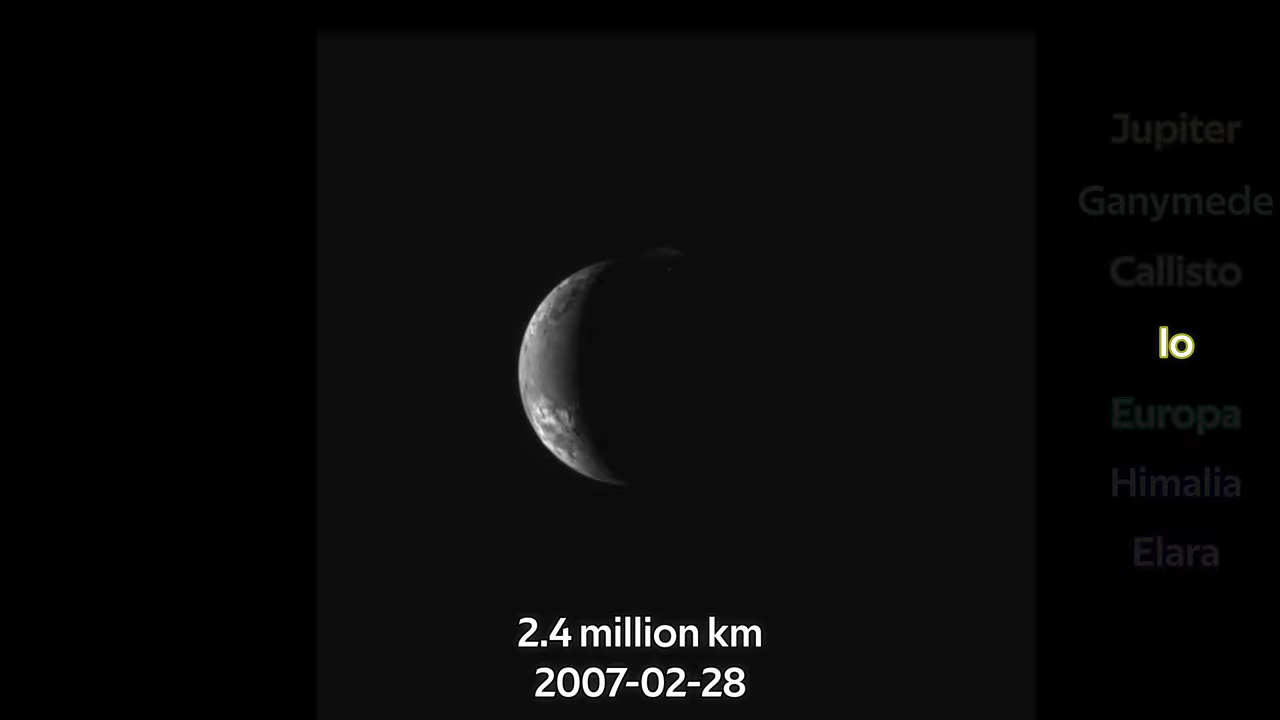 Jupiter
Ganymede
Callisto
Io
Europa
Himalia
Elara
2.4 million km
2007-02-28